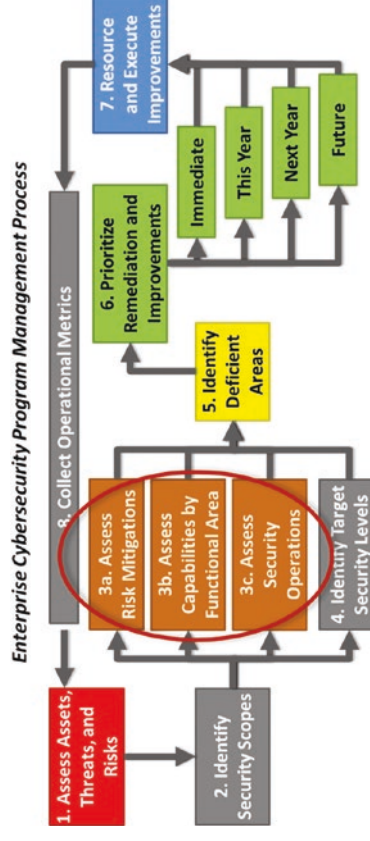 Enterprise Cybersecurity Program Management Process
8. Collect Operational Metrics
1. Assess Assets,
Threats, and
Risks
2. Identify
Security Scopes
3a. Assess
Risk Mitigations
3b. Assess
Capabilities by
Functional Area
3c. Assess
Security
Operations
4. Identify Target
Security Levels
5. Identify
Deficient
Areas
6. Prioritize
Remediation and
Improvements
Immediate
This Year
Next Year
Future
7. Resource
and Execute
Improvements